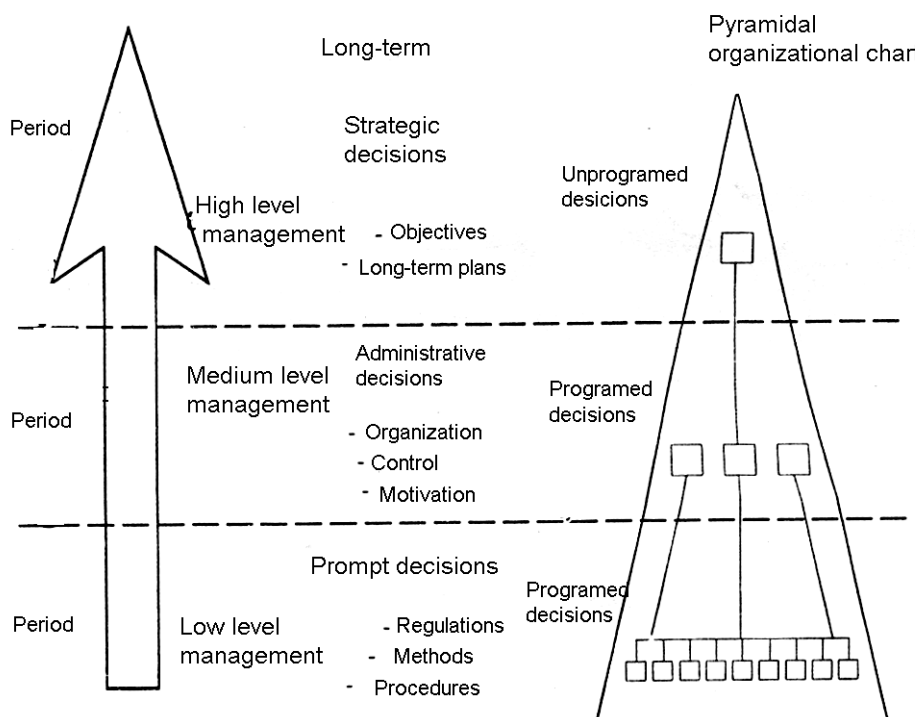 Long-term
Pyramidal
organizational char
Period
Strategic
decisions
Unprogramed
desicions
High level
management
- Objectives
- Long-term plans
Administrative
decisions
Medium level
management
Programed
decisions
Period
- Organization
- Control
- Motivation
Prompt decisions
Programed
decisions
Period
Low level
management
- Regulations
- Methods
- Procedures